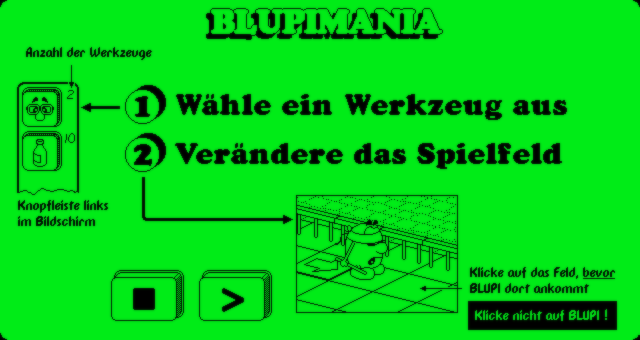 BLUPIMANIA
Anzahl der Werkzeuge
2
10
1 Wähle ein Werkzeug aus
2 Verändere das Spielfeld
Knopfleiste links
im Bildschirm
Klicke auf das Feld, bevor
BLUPI dort ankommt
Klicke nicht auf BLUPI !
>